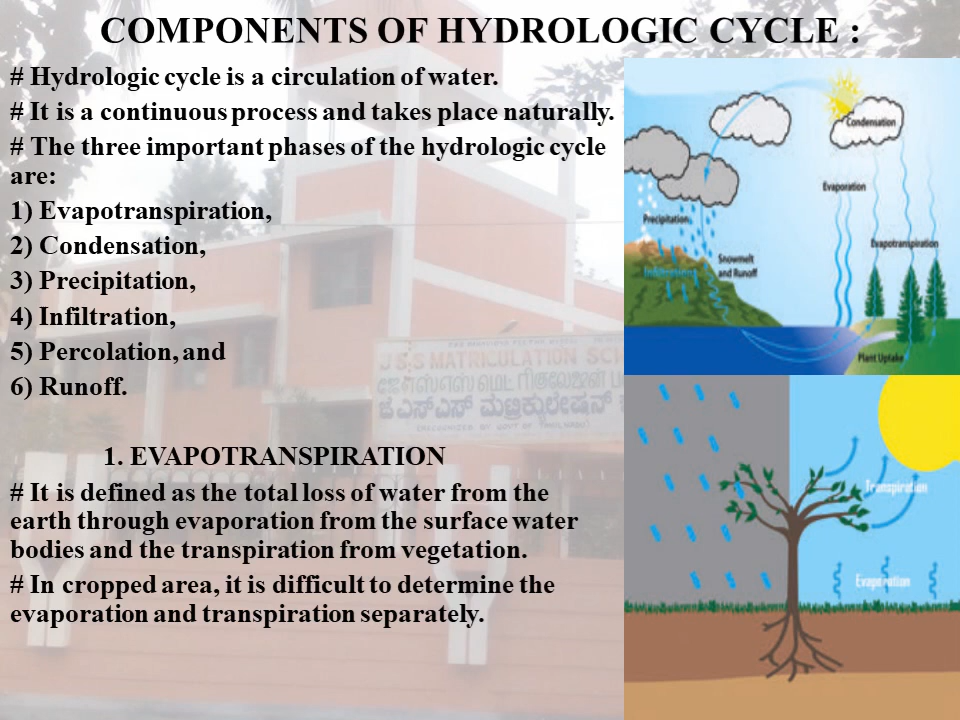 COMPONENTS OF HYDROLOGIC CYCLE :
# Hydrologic cycle is a circulation of water.
# It is a continuous process and takes place naturally.
# The three important phases of the hydrologic cycle
are:
1) Evapotranspiration,
2) Condensation,
3) Precipitation,
4) Infiltration,
5) Percolation, and
6) Runoff.
1. EVAPOTRANSPIRATION
# It is defined as the total loss of water from the
earth through evaporation from the surface water
bodies and the transpiration from vegetation.
# In cropped area, it is difficult to determine the
evaporation and transpiration separately.
Condensation
Evaporation
Precipitation
Evapotranspiration
Snowmelt
and Runoff
Infiltration
Plant Uptake
Transpiration
Evaporation
J S S MATRICULATION SCH